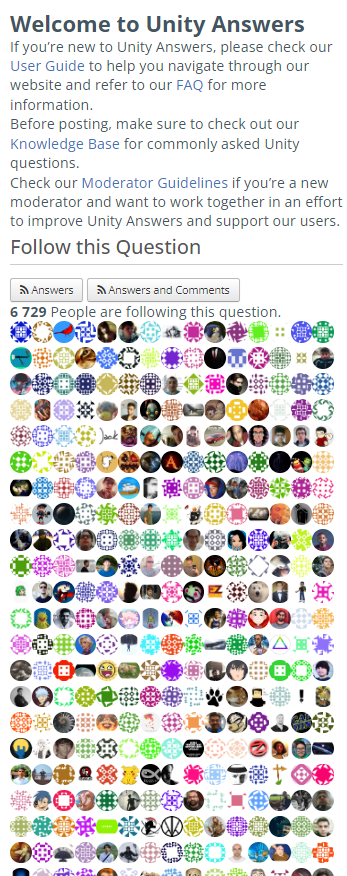 Welcome to Unity Answers
If you’re new to Unity Answers, please check our
User Guide to help you navigate through our
website and refer to our FAQ for more
information.
Before posting, make sure to check out our
Knowledge Base for commonly asked Unity
questions.
Check our Moderator Guidelines if you’re a new
moderator and want to work together in an effort
to improve Unity Answers and support our users.
Follow this Question
Answers
Answers and Comments
6 729 People are following this question.
Jack
EZ